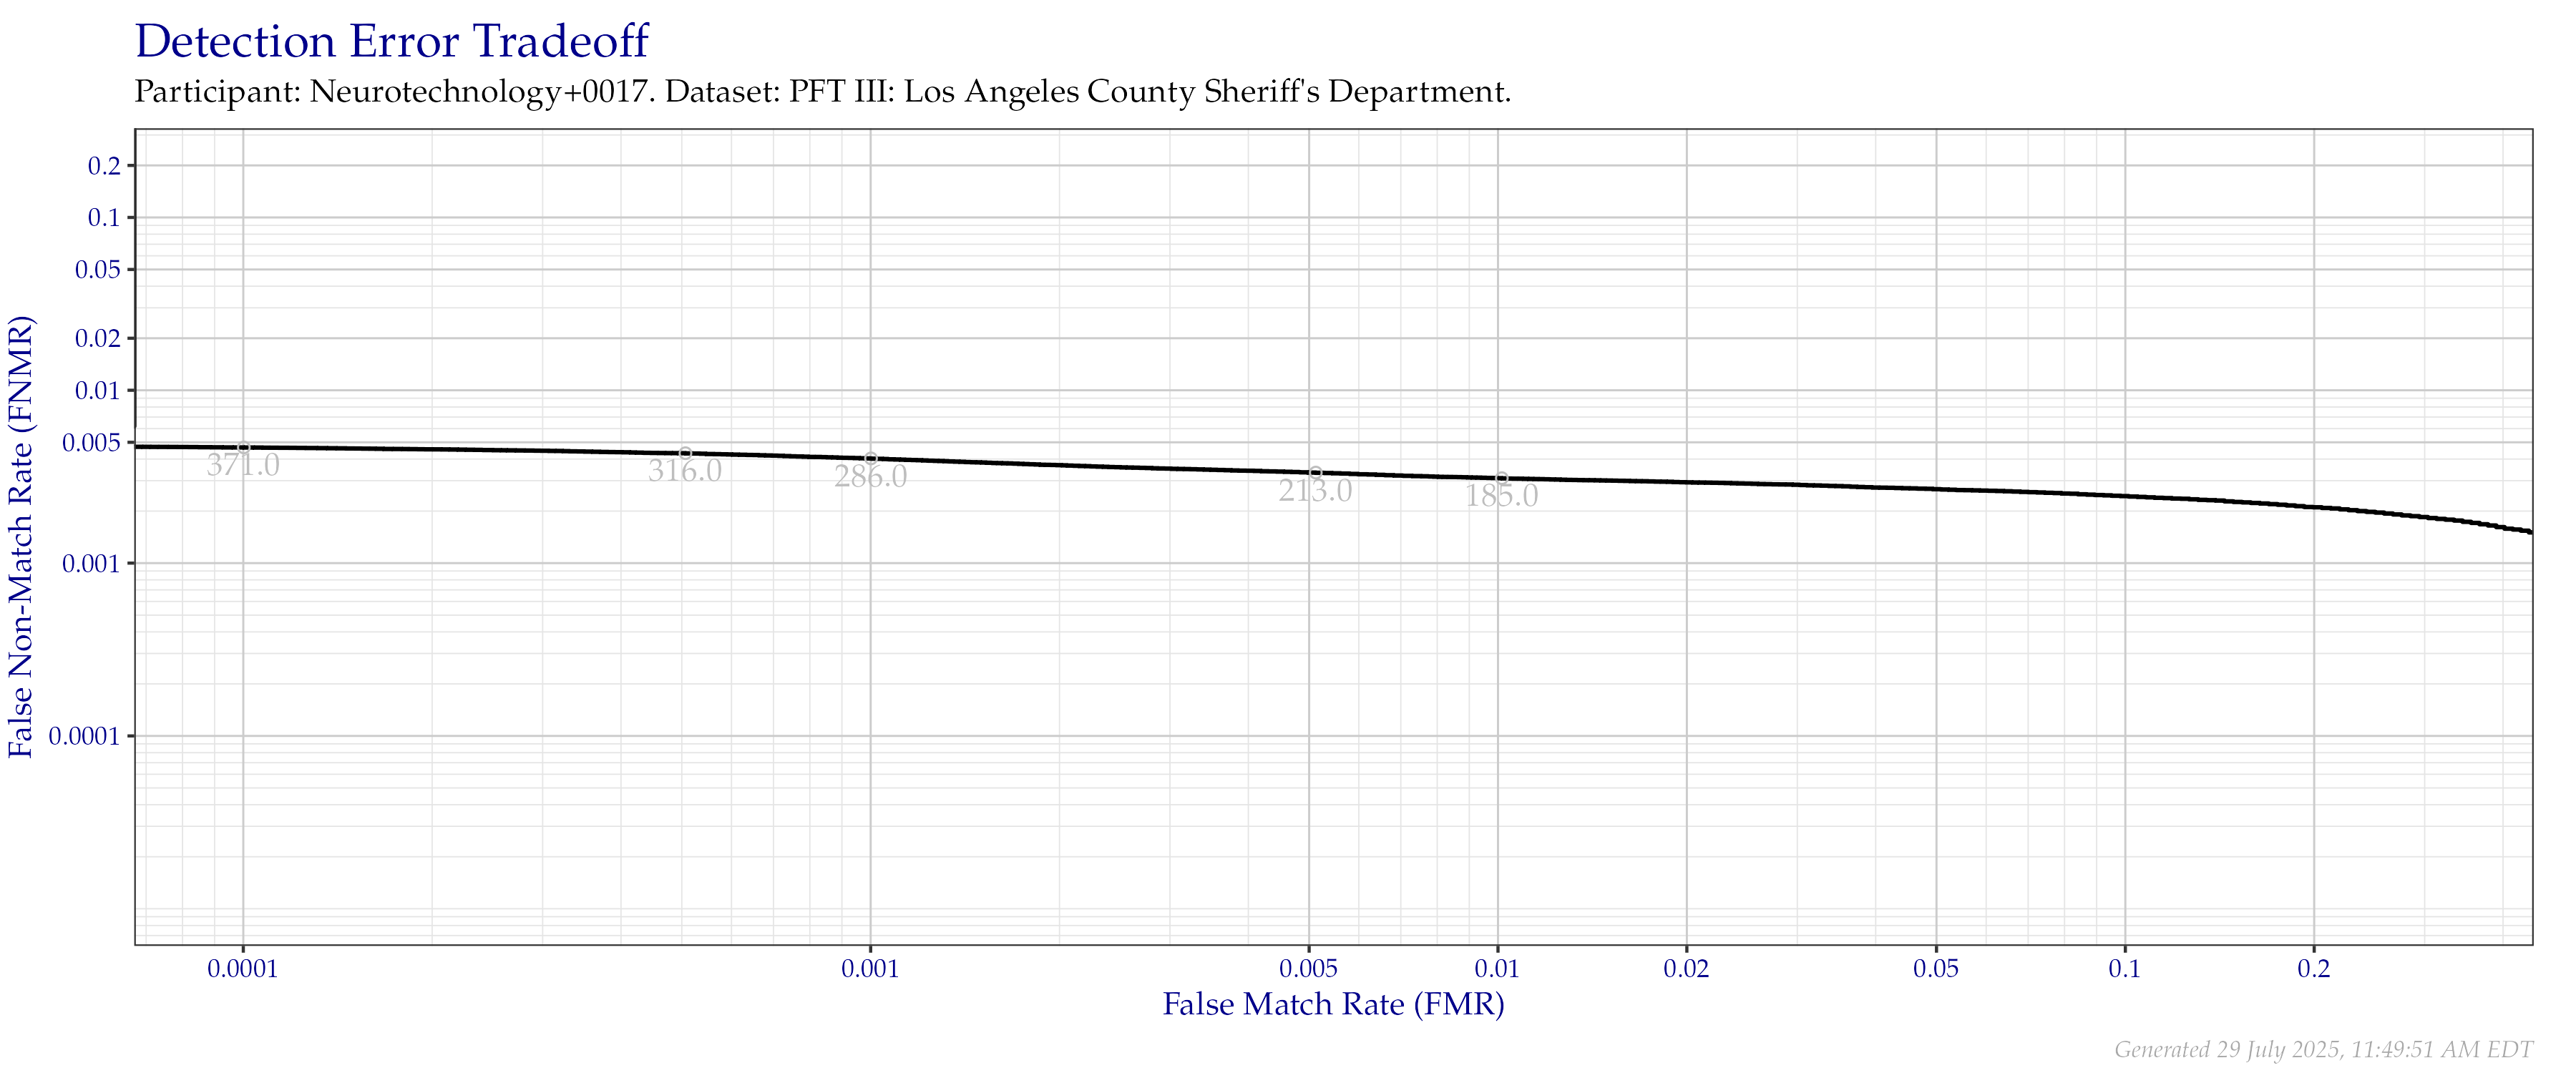 Detection Error Tradeoff
Participant: Neurotechnology+0017. Dataset: PFT III: Los Angeles County Sheriff's Department.
False Non-Match Rate (FNMR)
0.2
0.1
0.05
0.02
0.01
0.005
0.001
0.0001
371.0
316.0
286.0
213.0
185.0
0.0001 0.001 0.005 0.01 0.02 0.05 0.1 0.2
False Match Rate (FMR)
Generated 29 July 2025, 11:49:51 AM EDT